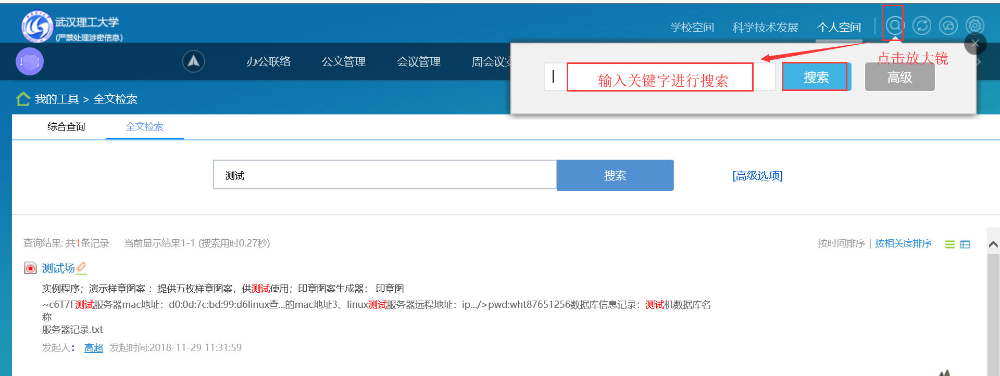 武汉理工大学
(严禁处理涉密信息)
学校空间 科学技术发展 个人空间
办公联络 公文管理 会议管理 周会议安
点击放大镜
输入关键字进行搜索 搜索 高级
我的工具 > 全文检索
综合查询 全文检索
测试 搜索 [高级选项]
查询结果: 共1条记录 当前显示结果1-1 (搜索用时0.27秒) 按时间排序 | 按相关度排序
测试场
实例程序；演示样章图案 ：提供五枚样章图案，供测试使用；印章图案生成器： 印章图
~c6T7F测试服务器mac地址：d0:0d:7c:bd:99:d6linux查...的mac地址3、linux测试服务器远程地址：ip.../>pwd:wht87651256数据库信息记录：测试机数据库名
称
服务器记录.txt
发起人： 高超 发起时间:2018-11-29 11:31:59